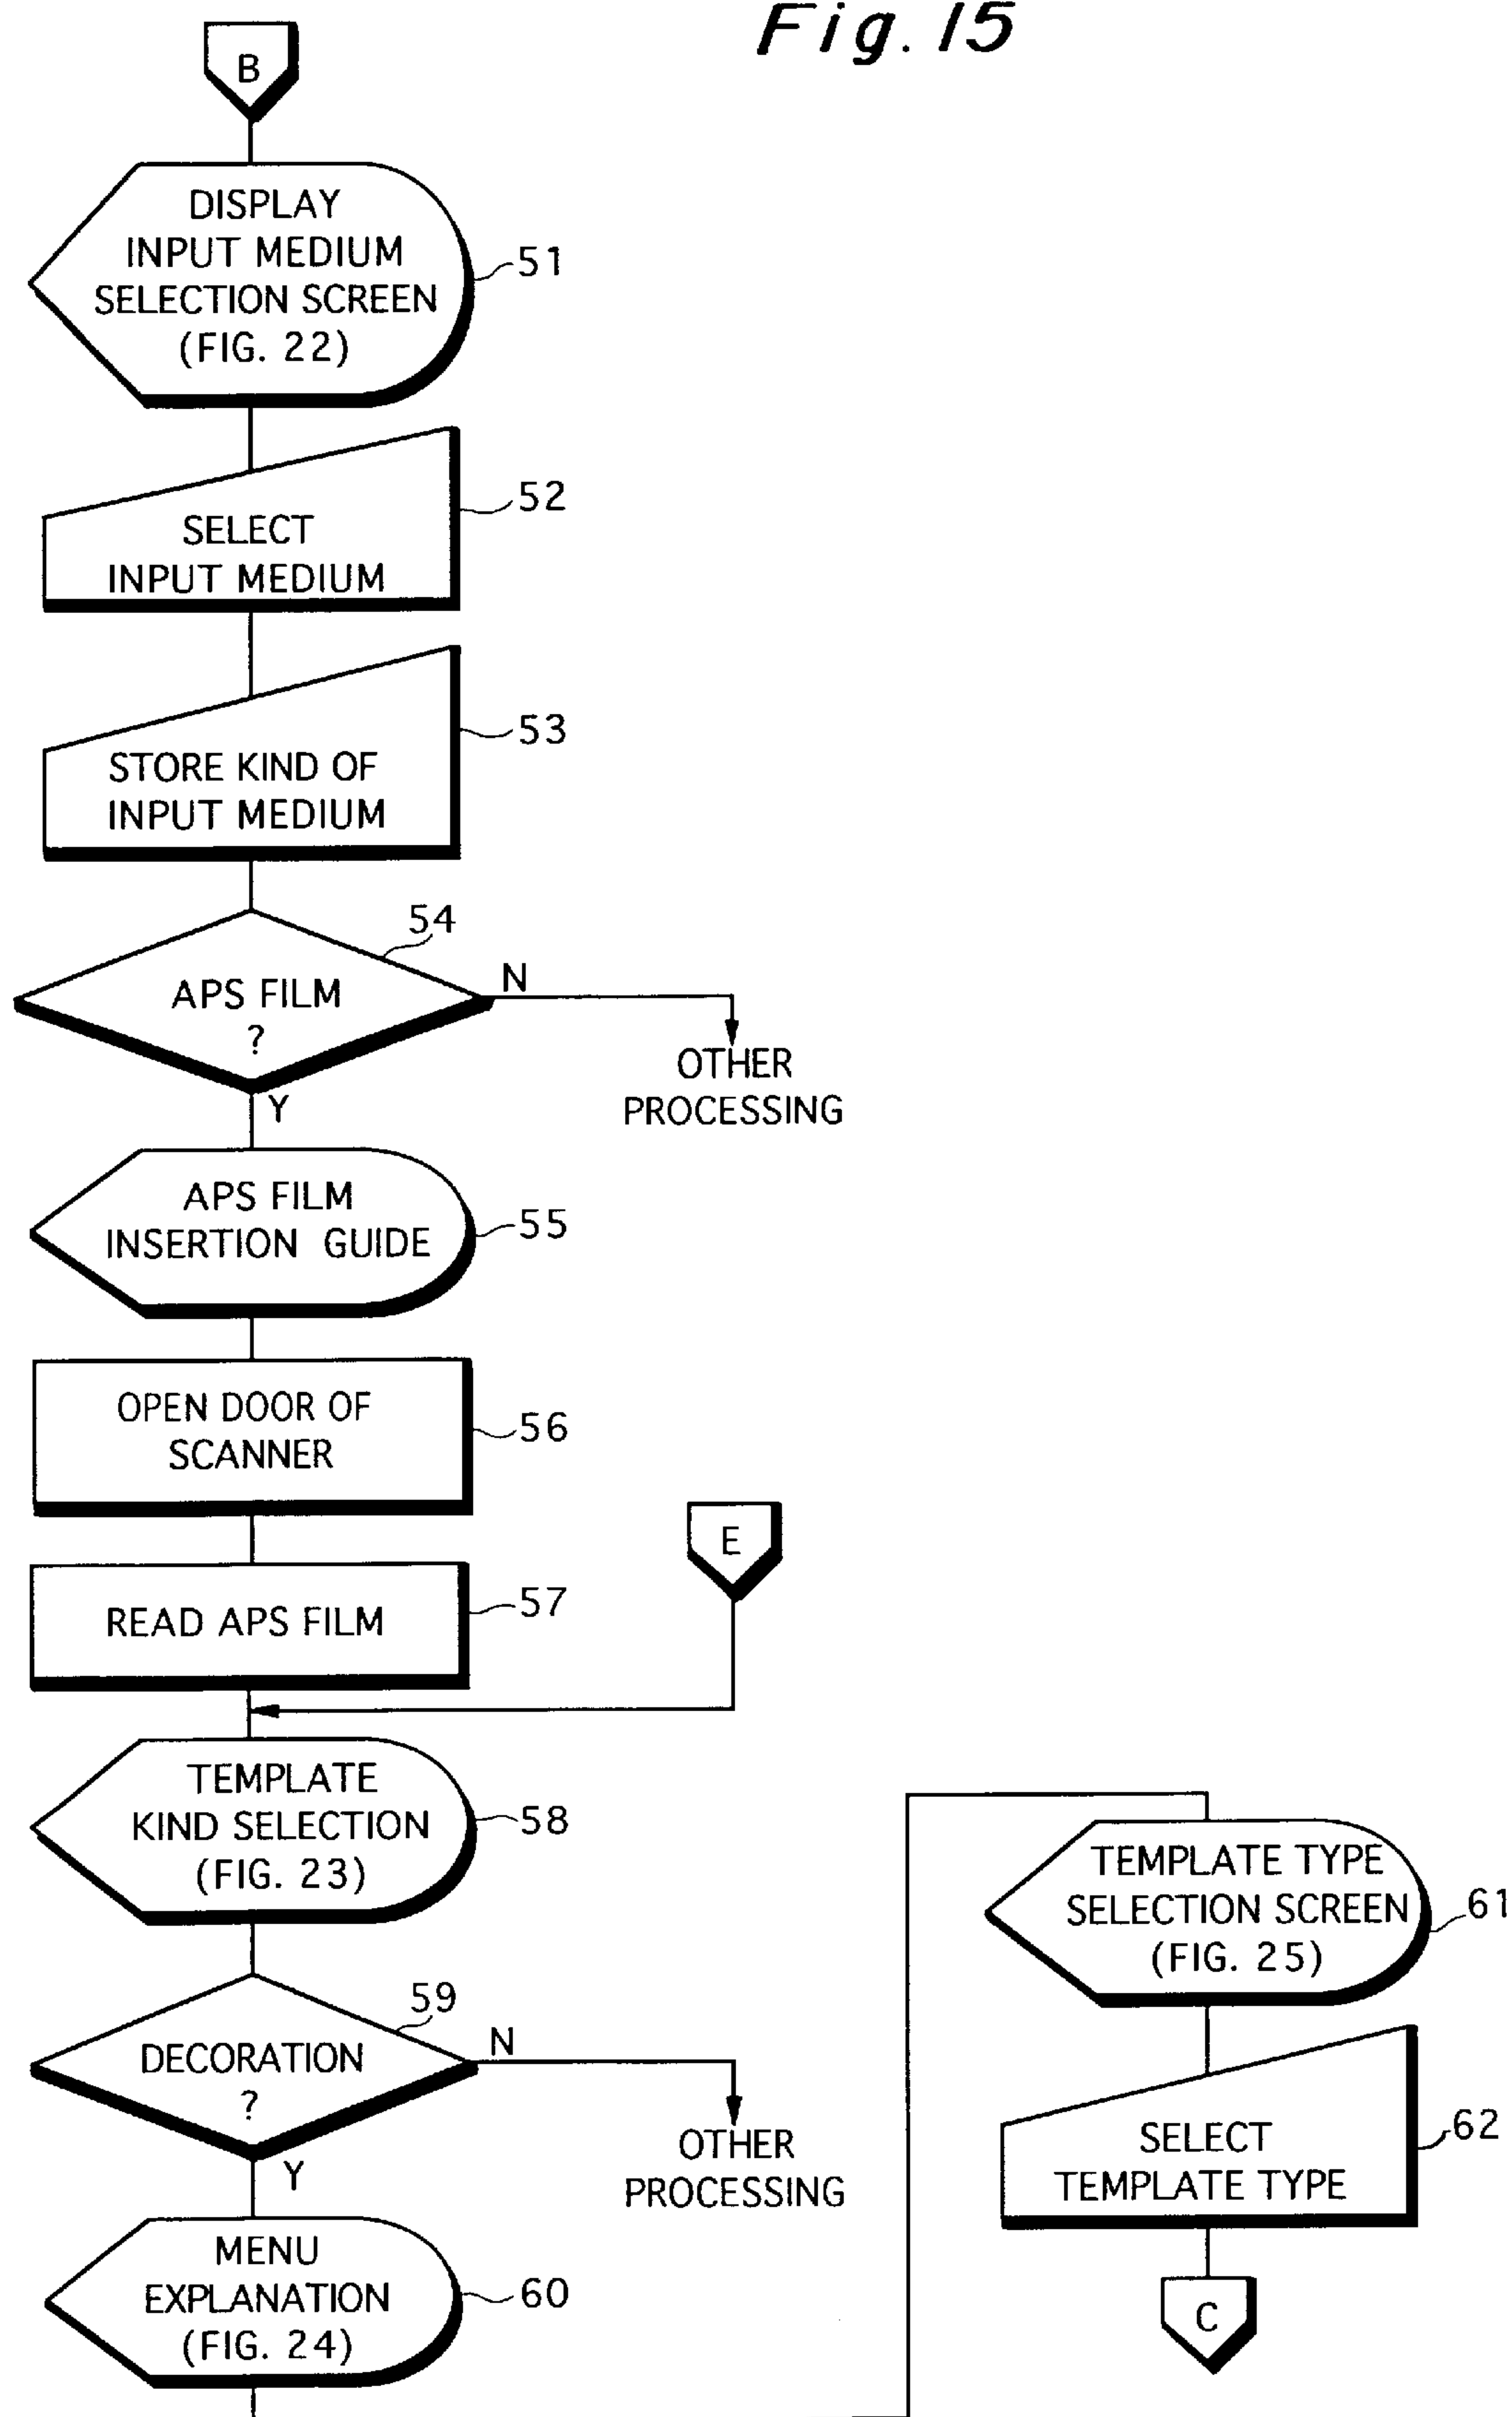 Fig. 15
B
DISPLAY
INPUT MEDIUM
SELECTION SCREEN
(FIG. 22)
51
SELECT
INPUT MEDIUM
52
STORE KIND OF
INPUT MEDIUM
53
54
APS FILM
?
N
OTHER
PROCESSING
Y
APS FILM
INSERTION GUIDE
55
OPEN DOOR OF
SCANNER
56
E
READ APS FILM
57
TEMPLATE
KIND SELECTION
(FIG. 23)
58
59
DECORATION
?
N
OTHER
PROCESSING
Y
MENU
EXPLANATION
(FIG. 24)
60
TEMPLATE TYPE
SELECTION SCREEN
(FIG. 25)
61
SELECT
TEMPLATE TYPE
62
C